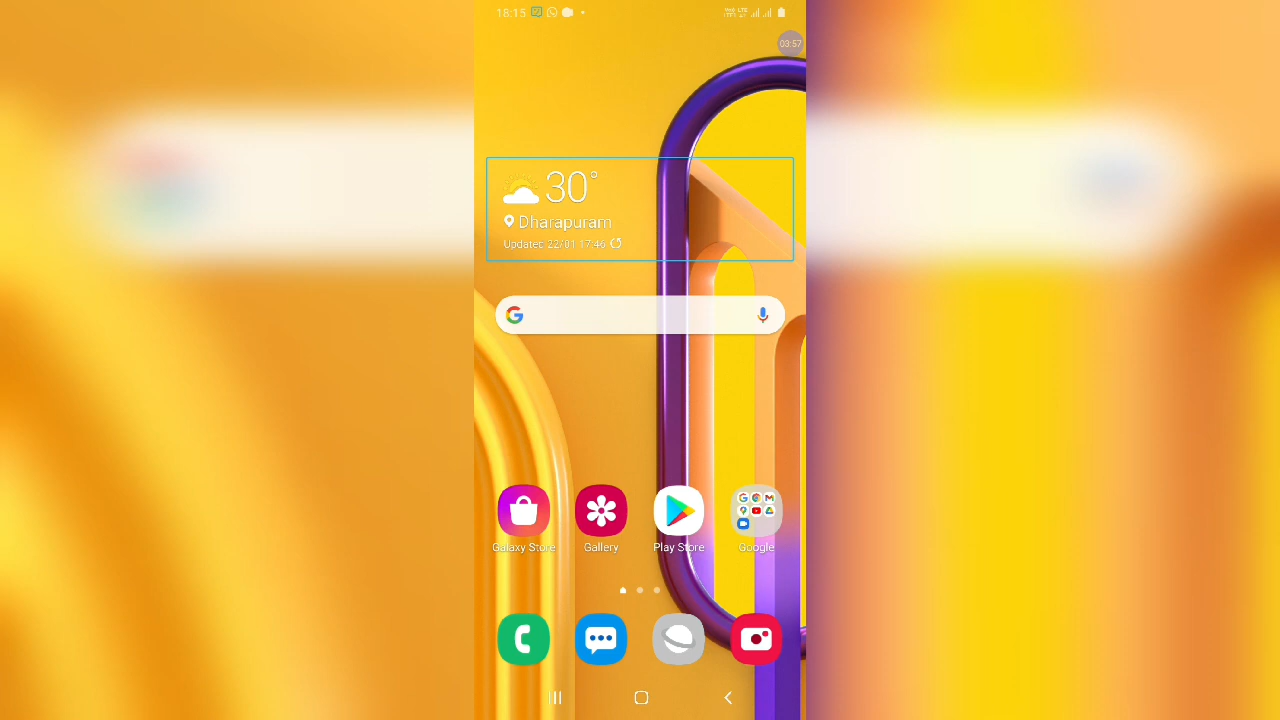 18:15
03:57
30°
Dharapuram
Updated 22/01 17:46
Galaxy Store
Gallery
Play Store
Google